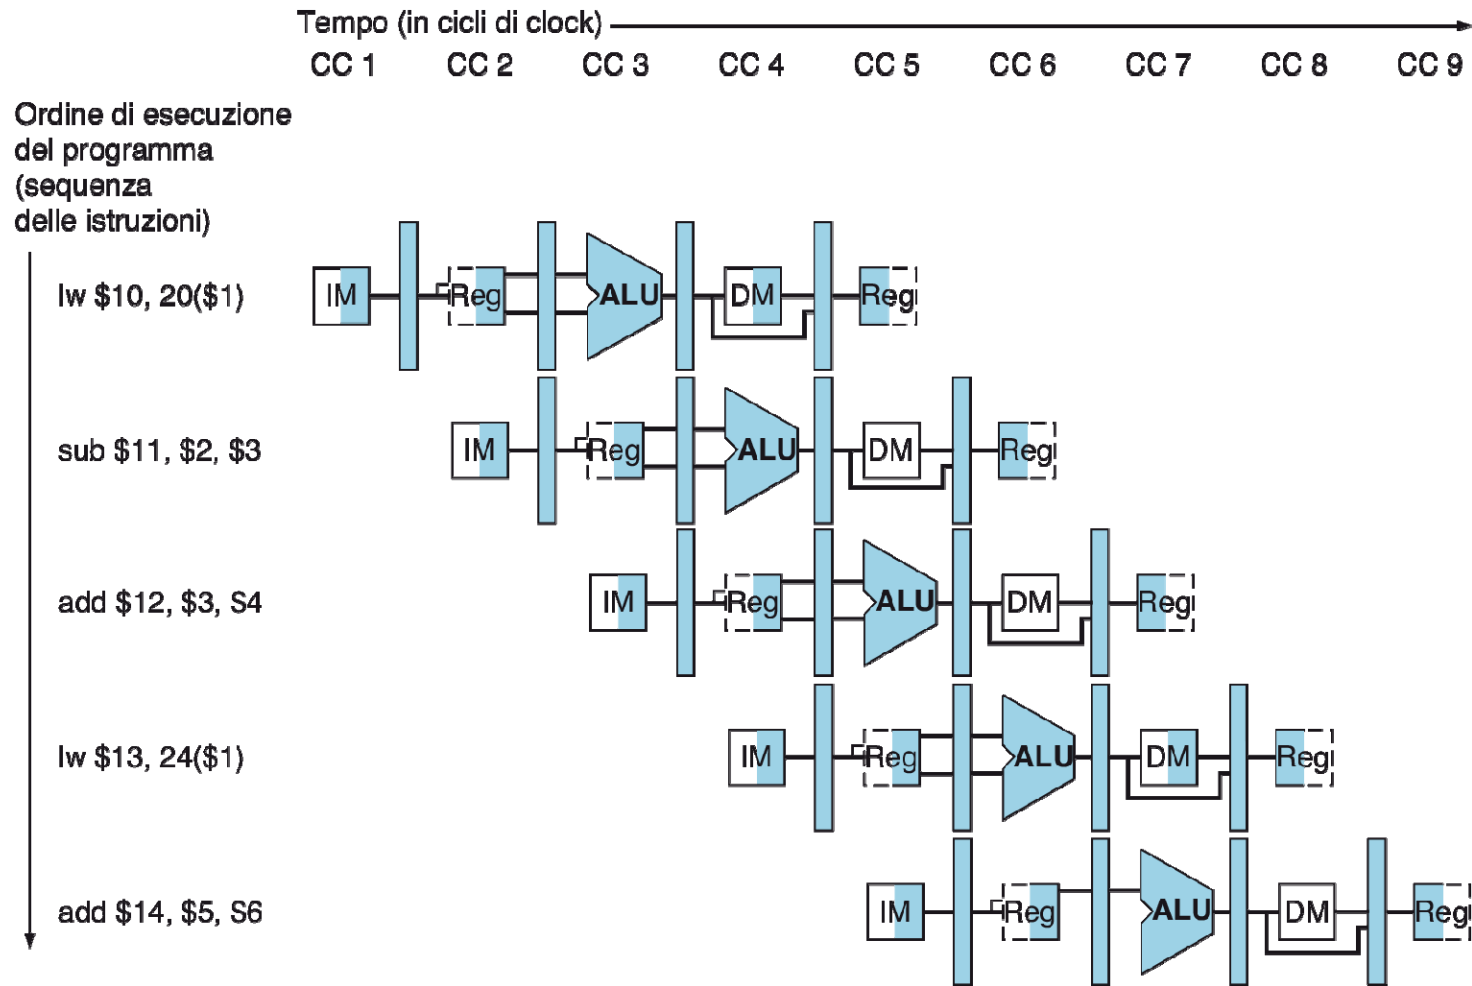 Tempo (in cicli di clock)
CC 1 CC 2 CC 3 CC 4 CC 5 CC 6 CC 7 CC 8 CC 9
Ordine di esecuzione
del programma
(sequenza
delle istruzioni)
lw $10, 20($1) IM Reg ALU DM Reg
sub $11, $2, $3 IM Reg ALU DM Reg
add $12, $3, S4 IM Reg ALU DM Reg
lw $13, 24($1) IM Reg ALU DM Reg
add $14, $5, S6 IM Reg ALU DM Reg